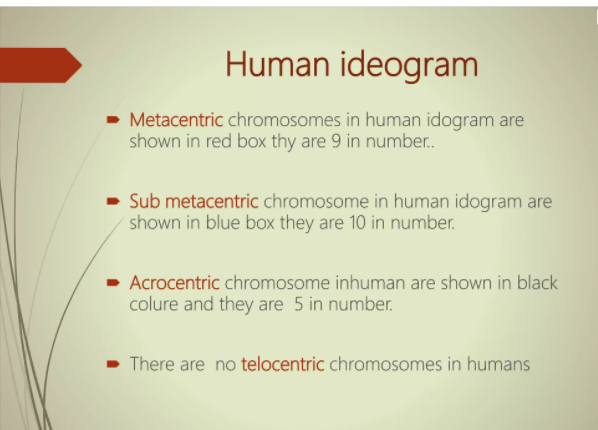 Human ideogram
Metacentric chromosomes in human idogram are
shown in red box thy are 9 in number..
Sub metacentric chromosome in human idogram are
shown in blue box they are 10 in number.
Acrocentric chromosome inhuman are shown in black
colure and they are 5 in number.
There are no telocentric chromosomes in humans